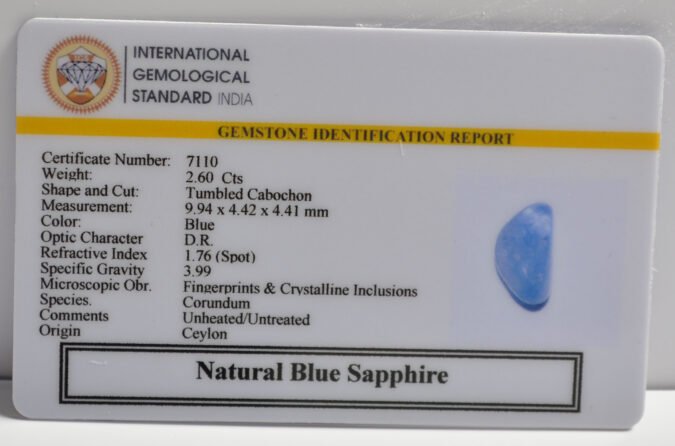 INTERNATIONAL
GEMOLOGICAL
STANDARD INDIA
GEMSTONE IDENTIFICATION REPORT
Certificate Number: 7110
Weight: 2.60 Cts
Shape and Cut: Tumbled Cabochon
Measurement: 9.94 x 4.42 x 4.41 mm
Color: Blue
Optic Character D.R.
Refractive Index 1.76 (Spot)
Specific Gravity 3.99
Microscopic Obr. Fingerprints & Crystalline Inclusions
Species. Corundum
Comments Unheated/Untreated
Origin Ceylon
Natural Blue Sapphire